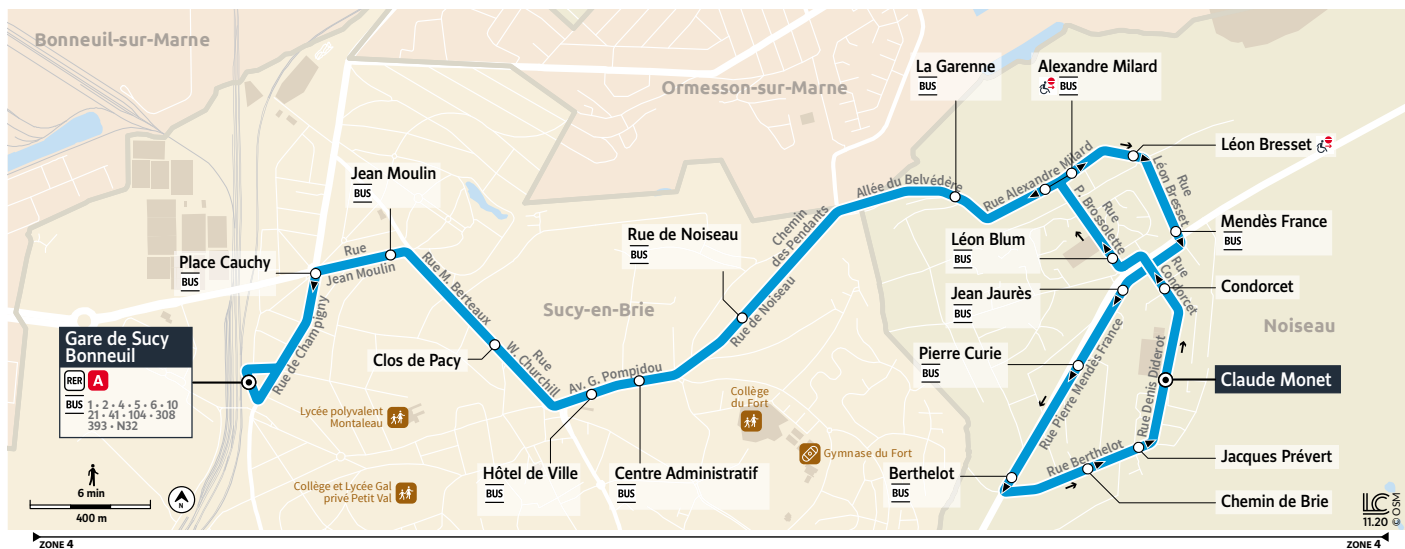 Bonneuil-sur-Marne
Ormesson-sur-Marne
Sucy-en-Brie
Noiseau
Gare de Sucy
Bonneuil
RER A
BUS 1 • 2 • 4 • 5 • 6 • 10
21 • 41 • 104 • 308
393 • N32
Place Cauchy
BUS
Jean Moulin
BUS
Clos de Pacy
Hôtel de Ville
BUS
Centre Administratif
BUS
Rue de Noiseau
BUS
La Garenne
BUS
Alexandre Milard
BUS
Léon Bresset
Mendès France
BUS
Léon Blum
BUS
Jean Jaurès
BUS
Condorcet
Pierre Curie
BUS
Claude Monet
Berthelot
BUS
Jacques Prévert
Chemin de Brie
Rue de Champigny
Rue
Jean Moulin
Rue M. Berteaux
Rue
W. Churchill
Av. G. Pompidou
Rue de Noiseau
Chemin
des Pendants
Allée du Belvédère
Rue Alexandre Milard
Rue
Léon Bresset
Rue
P. Brossolette
Rue
Condorcet
Rue Pierre Mendès France
Rue Berthelot
Rue Denis Diderot
Lycée polyvalent
Montaleau
Collège et Lycée Gal
privé Petit Val
Collège
du Fort
Gymnase du Fort
6 min
400 m
N
LC
11.20
© OSM
ZONE 4
ZONE 4